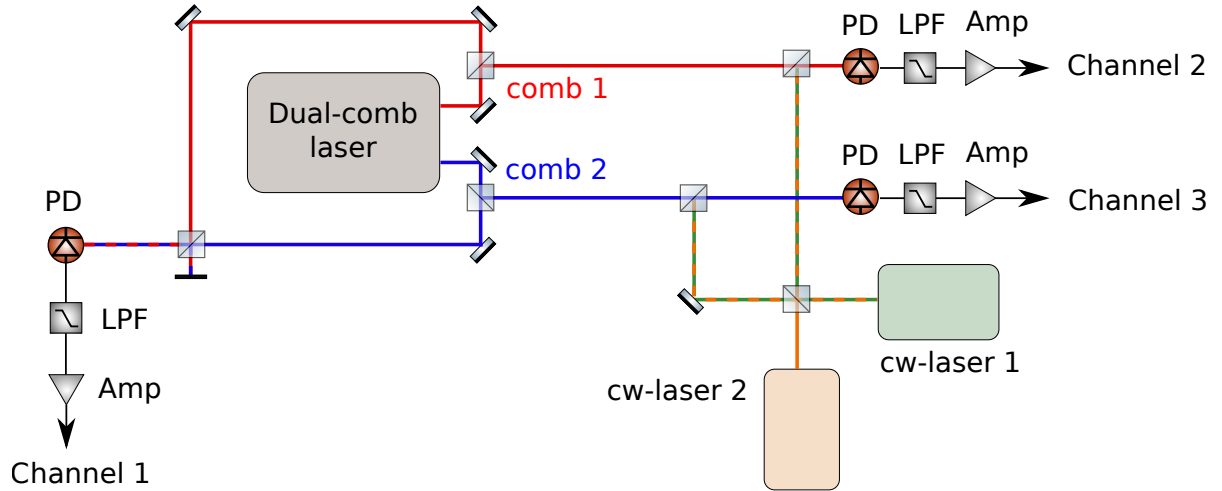 PD
LPF
Amp
Channel 2
comb 1
Dual-comb
laser
comb 2
PD
LPF
Amp
Channel 3
PD
LPF
Amp
Channel 1
cw-laser 1
cw-laser 2